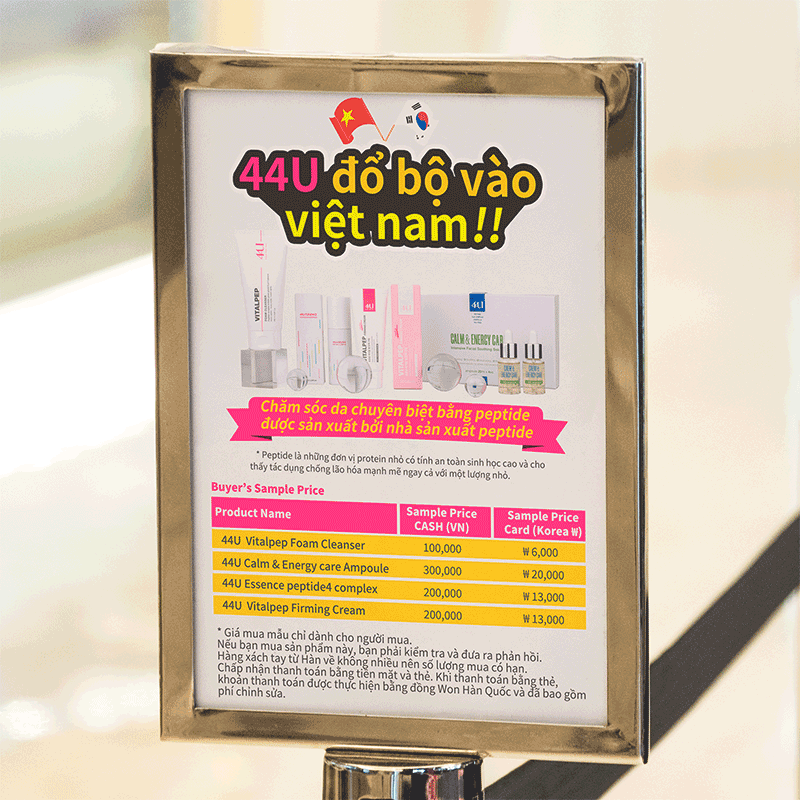 44U đổ bộ vào
việt nam!!
4U
VITALPEP
VITALPEP
4U
VITALPEP
4U
CALM & ENERGY CAR
CALM &
ENERGY CARE
Chăm sóc da chuyên biệt bằng peptide
được sản xuất bởi nhà sản xuất peptide
* Peptide là những đơn vị protein nhỏ có tính an toàn sinh học cao và cho
thấy tác dụng chống lão hóa mạnh mẽ ngay cả với một lượng nhỏ.
Buyer's Sample Price
Product Name Sample Price CASH (VN) Sample Price Card (Korea ₩)
44U Vitalpep Foam Cleanser 100,000 ₩ 6,000
44U Calm & Energy care Ampoule 300,000 ₩ 20,000
44U Essence peptide4 complex 200,000 ₩ 13,000
44U Vitalpep Firming Cream 200,000 ₩ 13,000
* Giá mua mẫu chỉ dành cho người mua.
Nếu bạn mua sản phẩm này, bạn phải kiểm tra và đưa ra phản hồi.
Hàng xách tay từ Hàn về không nhiều nên số lượng mua có hạn.
Chấp nhận thanh toán bằng tiền mặt và thẻ. Khi thanh toán bằng thẻ,
khoản thanh toán được thực hiện bằng đồng Won Hàn Quốc và đã bao gồm
phí chỉnh sửa.